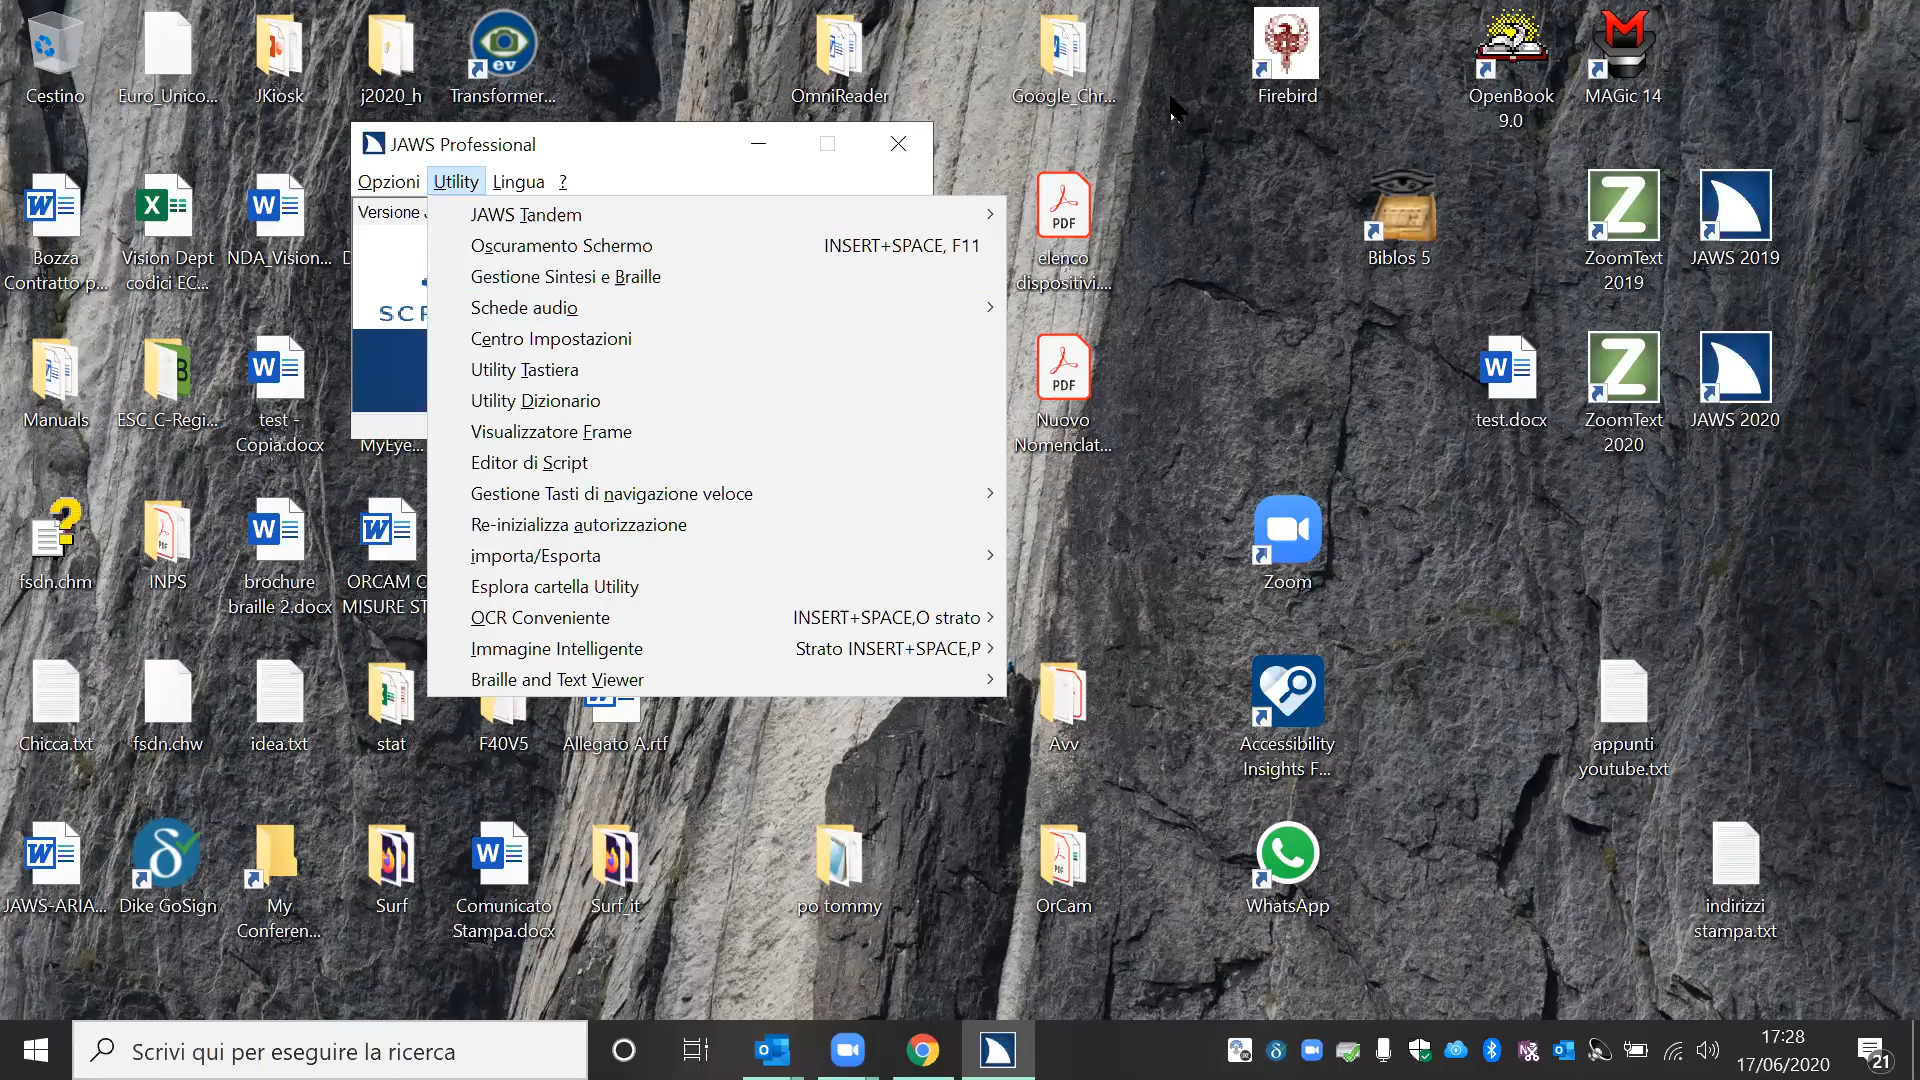 Cestino
Euro_Unico...
JKiosk
j2020_h
Transformer...
OmniReader
Google_Chr...
Firebird
OpenBook
9.0
MAGic 14
JAWS Professional
Opzioni Utility Lingua ?
Versione
JAWS Tandem
Oscuramento Schermo INSERT+SPACE, F11
Gestione Sintesi e Braille
Schede audio
Centro Impostazioni
Utility Tastiera
Utility Dizionario
Visualizzatore Frame
Editor di Script
Gestione Tasti di navigazione veloce
Re-inizializza autorizzazione
importa/Esporta
Esplora cartella Utility
OCR Conveniente INSERT+SPACE,O strato
Immagine Intelligente Strato INSERT+SPACE,P
Braille and Text Viewer
Bozza
Contratto p...
Vision Dept
codici EC...
NDA_Vision...
elenco
dispositivi....
Biblos 5
ZoomText
2019
JAWS 2019
Manuals
ESC_C-Regi...
test -
Copia.docx
MyEye...
Nuovo
Nomenclat...
test.docx
ZoomText
2020
JAWS 2020
fsdn.chm
INPS
brochure
braille 2.docx
ORCAM C
MISURE ST
Zoom
Chicca.txt
fsdn.chw
idea.txt
stat
F40V5
Allegato A.rtf
Avv
Accessibility
Insights F...
appunti
youtube.txt
JAWS-ARIA...
Dike GoSign
My
Conferen...
Surf
Comunicato
Stampa.docx
Surf_it
po tommy
OrCam
WhatsApp
indirizzi
stampa.txt
Scrivi qui per eseguire la ricerca
17:28
17/06/2020
21